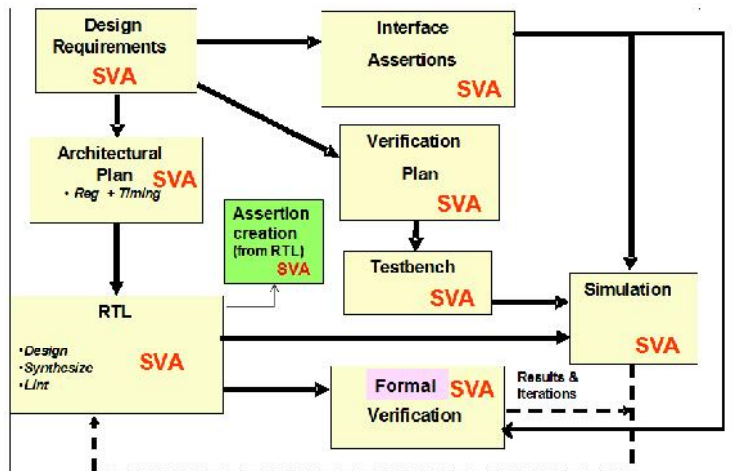 Design
Requirements
SVA
Interface
Assertions
SVA
Architectural
Plan
• Reg + Timing
SVA
Verification
Plan
SVA
Assertion
creation
(from RTL)
SVA
Testbench
SVA
Simulation
SVA
RTL
•Design
•Synthesize
•Lint
SVA
Formal
Verification
SVA
Results &
Iterations